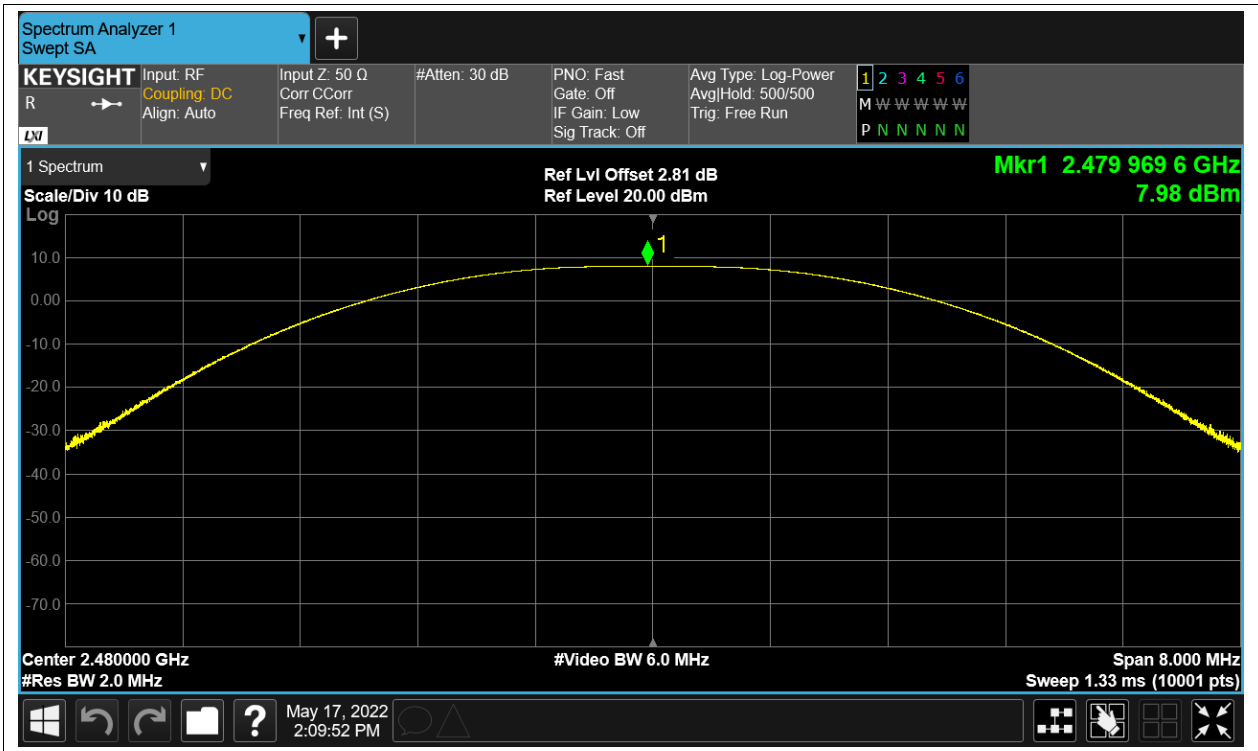 Spectrum Analyzer 1
Swept SA
KEYSIGHT
R
LXI
Input: RF
Coupling: DC
Align: Auto
Input Z: 50 Ω
Corr CCorr
Freq Ref: Int (S)
#Atten: 30 dB
PNO: Fast
Gate: Off
IF Gain: Low
Sig Track: Off
Avg Type: Log-Power
Avg|Hold: 500/500
Trig: Free Run
1 2 3 4 5 6
M W W W W W
P N N N N N
1 Spectrum
Scale/Div 10 dB
Log
Ref Lvl Offset 2.81 dB
Ref Level 20.00 dBm
Mkr1 2.479 969 6 GHz
7.98 dBm
1
10.0
0.00
-10.0
-20.0
-30.0
-40.0
-50.0
-60.0
-70.0
Center 2.480000 GHz
#Res BW 2.0 MHz
#Video BW 6.0 MHz
Span 8.000 MHz
Sweep 1.33 ms (10001 pts)
?
May 17, 2022
2:09:52 PM